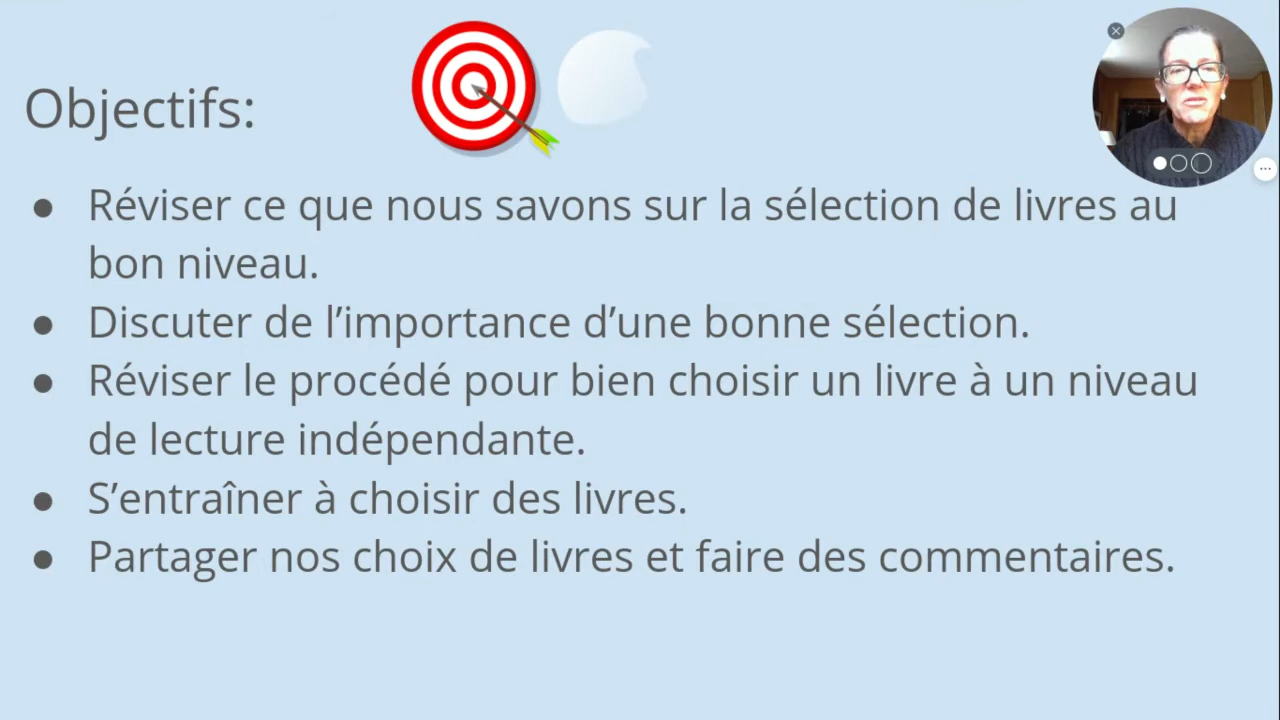 Objectifs:
● Réviser ce que nous savons sur la sélection de livres au
bon niveau.
● Discuter de l’importance d’une bonne sélection.
● Réviser le procédé pour bien choisir un livre à un niveau
de lecture indépendante.
● S’entraîner à choisir des livres.
● Partager nos choix de livres et faire des commentaires.